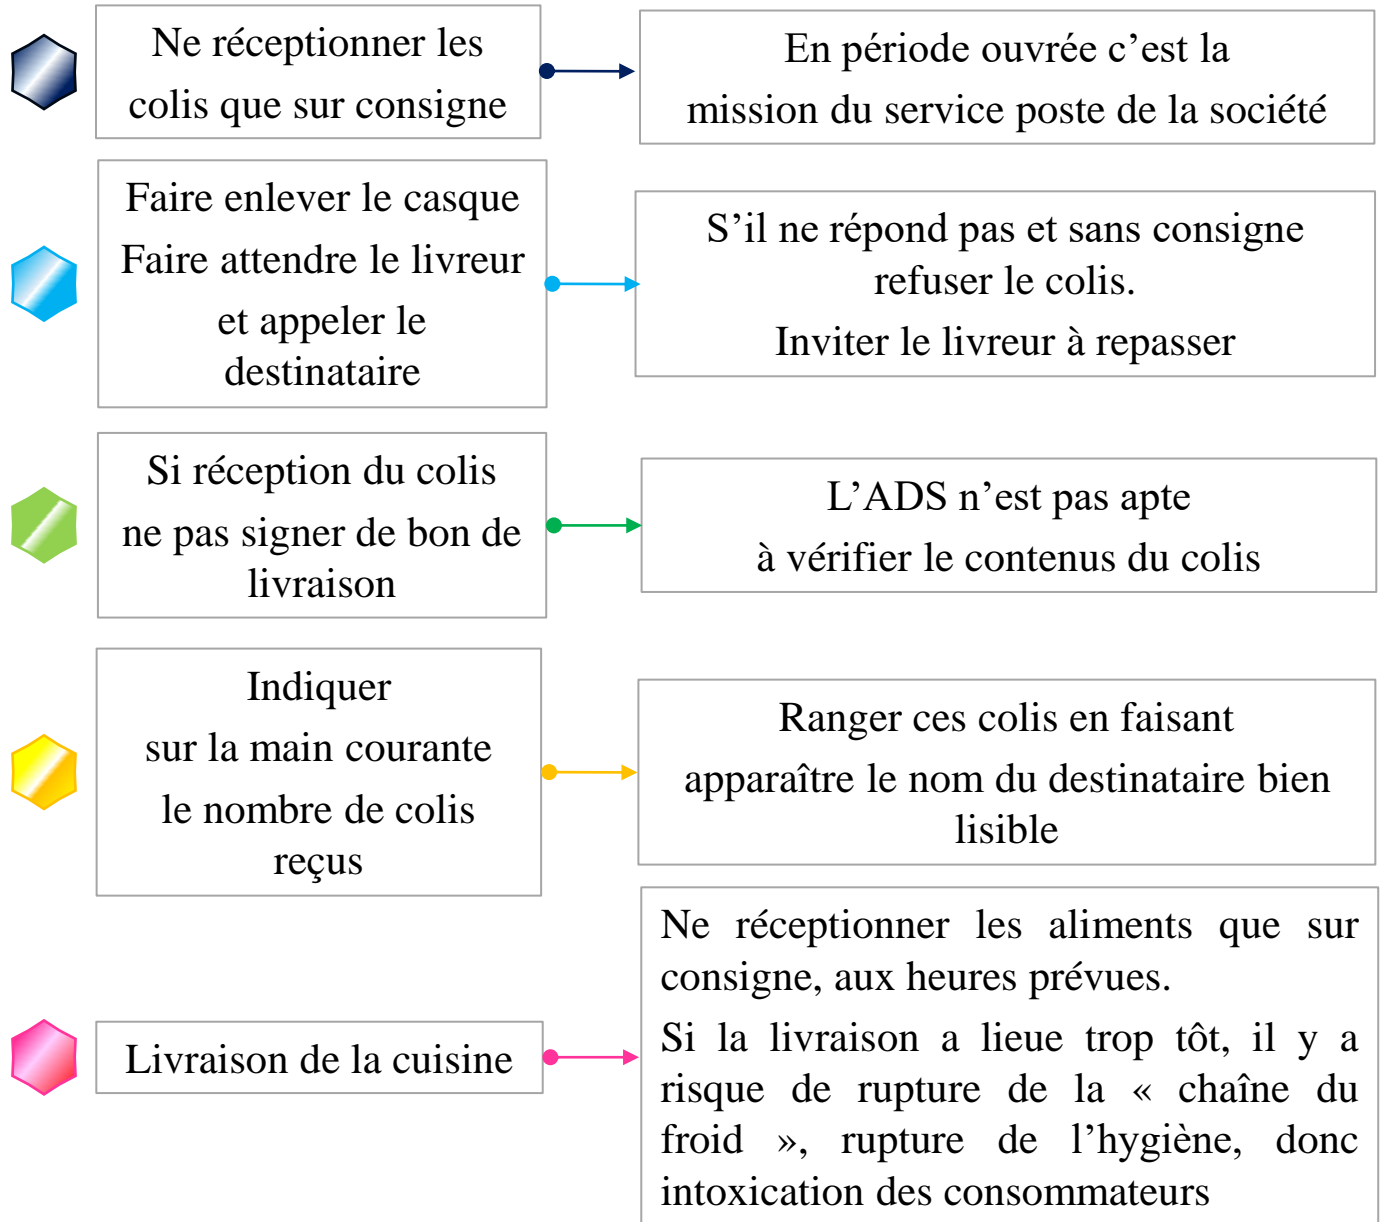 Ne réceptionner les
colis que sur consigne
En période ouvrée c’est la
mission du service poste de la société
Faire enlever le casque
Faire attendre le livreur
et appeler le
destinataire
S’il ne répond pas et sans consigne
refuser le colis.
Inviter le livreur à repasser
Si réception du colis
ne pas signer de bon de
livraison
L’ADS n’est pas apte
à vérifier le contenus du colis
Indiquer
sur la main courante
le nombre de colis
reçus
Ranger ces colis en faisant
apparaître le nom du destinataire bien
lisible
Livraison de la cuisine
Ne réceptionner les aliments que sur
consigne, aux heures prévues.
Si la livraison a lieue trop tôt, il y a
risque de rupture de la « chaîne du
froid », rupture de l’hygiène, donc
intoxication des consommateurs